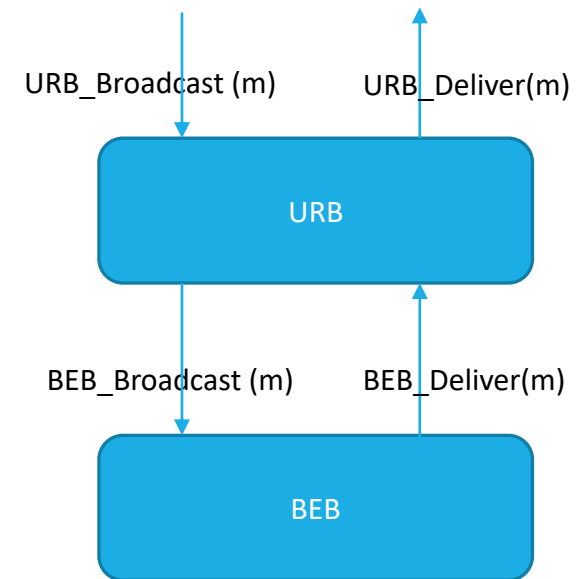 URB_Broadcast (m)
URB_Deliver(m)
URB
BEB_Broadcast (m)
BEB_Deliver(m)
BEB